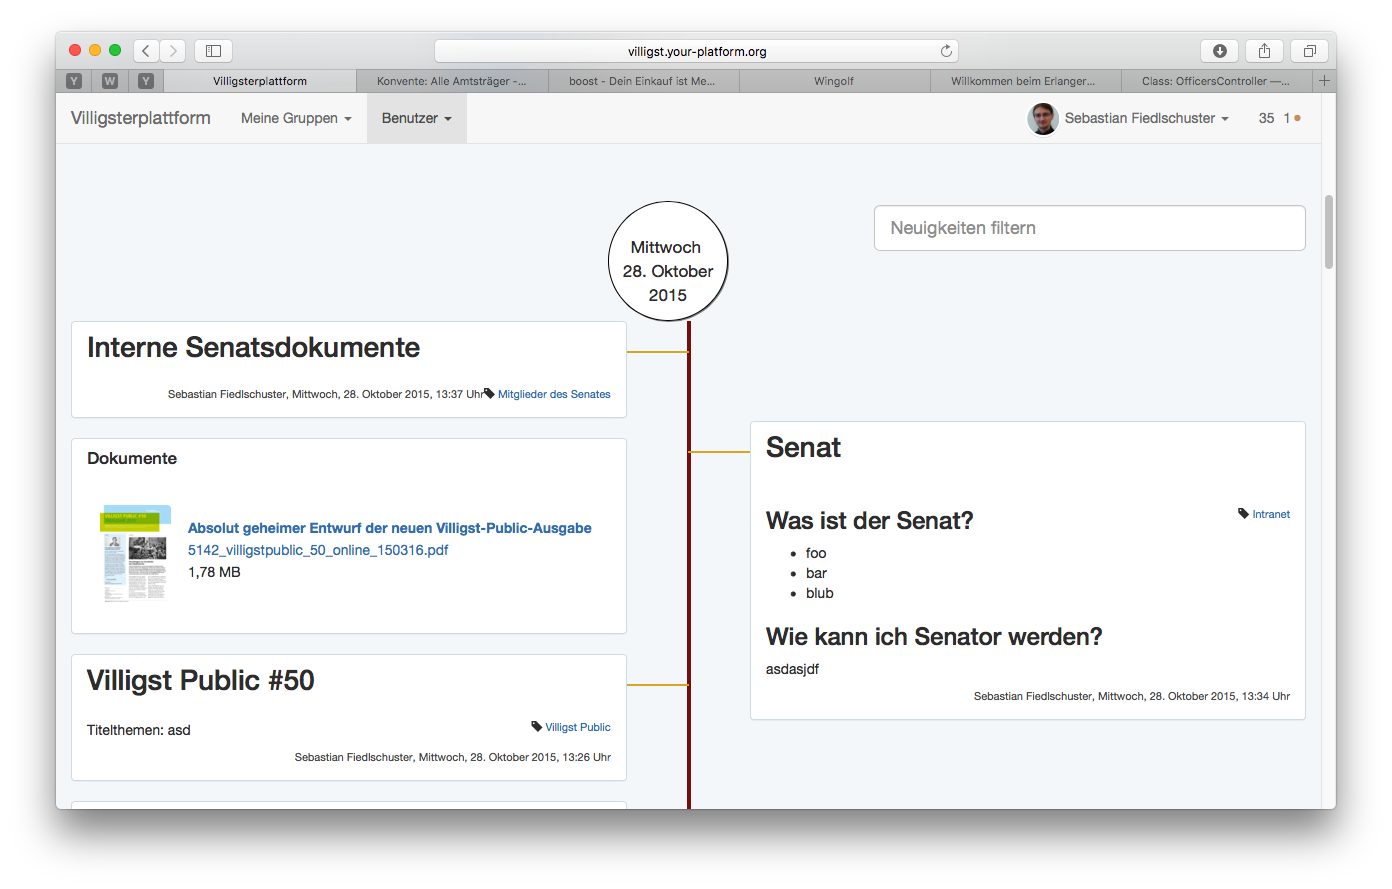 villigst.your-platform.org
Y
W
Y
Villigsterplattform
Konvente: Alle Amtsträger -...
boost - Dein Einkauf ist Me...
Wingolf
Willkommen beim Erlanger...
Class: OfficersController —...
Villigsterplattform
Meine Gruppen
Benutzer
Sebastian Fiedlschuster
35
1
Mittwoch
28. Oktober
2015
Neuigkeiten filtern
Interne Senatsdokumente
Sebastian Fiedlschuster, Mittwoch, 28. Oktober 2015, 13:37 Uhr
Mitglieder des Senates
Dokumente
Absolut geheimer Entwurf der neuen Villigst-Public-Ausgabe
5142_villigstpublic_50_online_150316.pdf
1,78 MB
Villigst Public #50
Titelthemen: asd
Villigst Public
Sebastian Fiedlschuster, Mittwoch, 28. Oktober 2015, 13:26 Uhr
Senat
Intranet
Was ist der Senat?
foo
bar
blub
Wie kann ich Senator werden?
asdasjdf
Sebastian Fiedlschuster, Mittwoch, 28. Oktober 2015, 13:34 Uhr